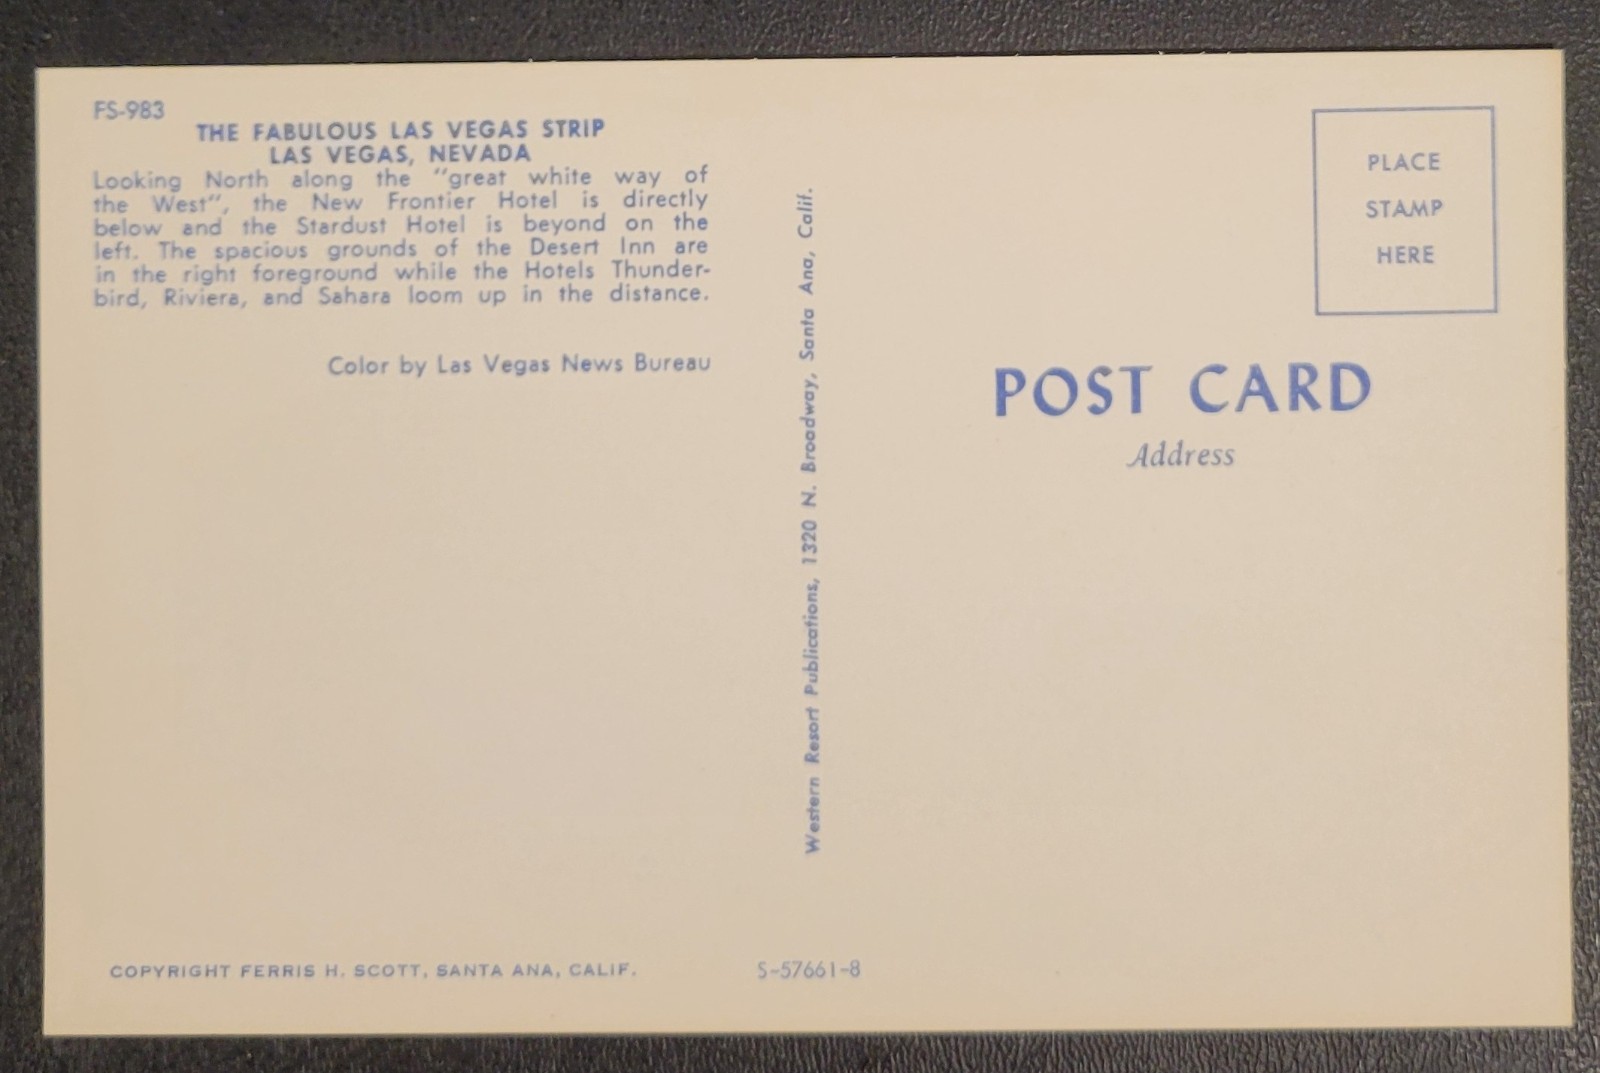 FS-983
THE FABULOUS LAS VEGAS STRIP
LAS VEGAS, NEVADA
Looking North along the "great white way of
the West", the New Frontier Hotel is directly
below and the Stardust Hotel is beyond on the
left. The spacious grounds of the Desert Inn are
in the right foreground while the Hotels Thunder-
bird, Riviera, and Sahara loom up in the distance.
Color by Las Vegas News Bureau
COPYRIGHT FERRIS H. SCOTT, SANTA ANA, CALIF.
Western Resort Publications, 1320 N. Broadway, Santa Ana, Calif.
S-57661-8
PLACE
STAMP
HERE
POST CARD
Address